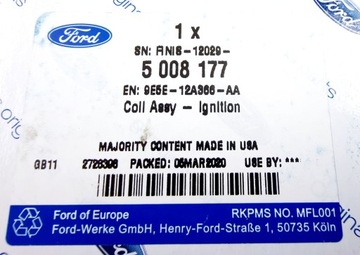 Ford
1 x
SN: FINIS-12029-
5 008 177
EN: 9E5E-12A366-AA
Coil Assy - Ignition
MAJORITY CONTENT MADE IN USA
GB11 2728306 PACKED: 05MAR2020 USE BY: ***
Ford of Europe RKPMS NO. MFL001
Ford-Werke GmbH, Henry-Ford-Straße 1, 50735 Köln